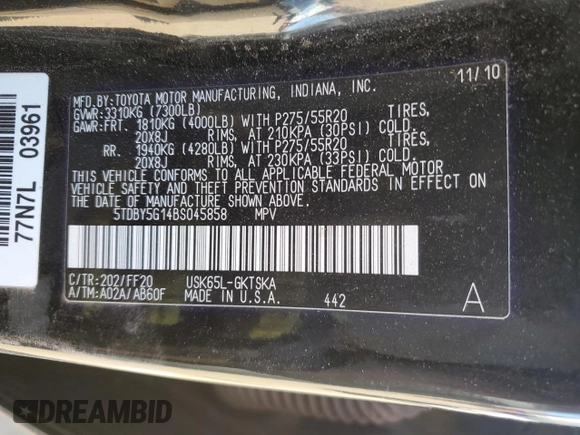 MFD.BY:TOYOTA MOTOR MANUFACTURING, INDIANA, INC. 11/10
GVWR:3310KG (7300LB)
GAWR:FRT. 1810KG (4000LB) WITH P275/55R20 TIRES,
20X8J RIMS, AT 210KPA (30PSI) COLD.
RR. 1940KG (4280LB) WITH P275/55R20 TIRES,
20X8J RIMS, AT 230KPA (33PSI) COLD.
THIS VEHICLE CONFORMS TO ALL APPLICABLE FEDERAL MOTOR
VEHICLE SAFETY AND THEFT PREVENTION STANDARDS IN EFFECT ON
THE DATE OF MANUFACTURE SHOWN ABOVE.
5TDBY5G14BS045858 MPV
C/TR:202/FF20 USK65L-GKTSKA
A/TM:A02A/AB60F MADE IN U.S.A. 442 A
77N7L 03961
DREAMBID